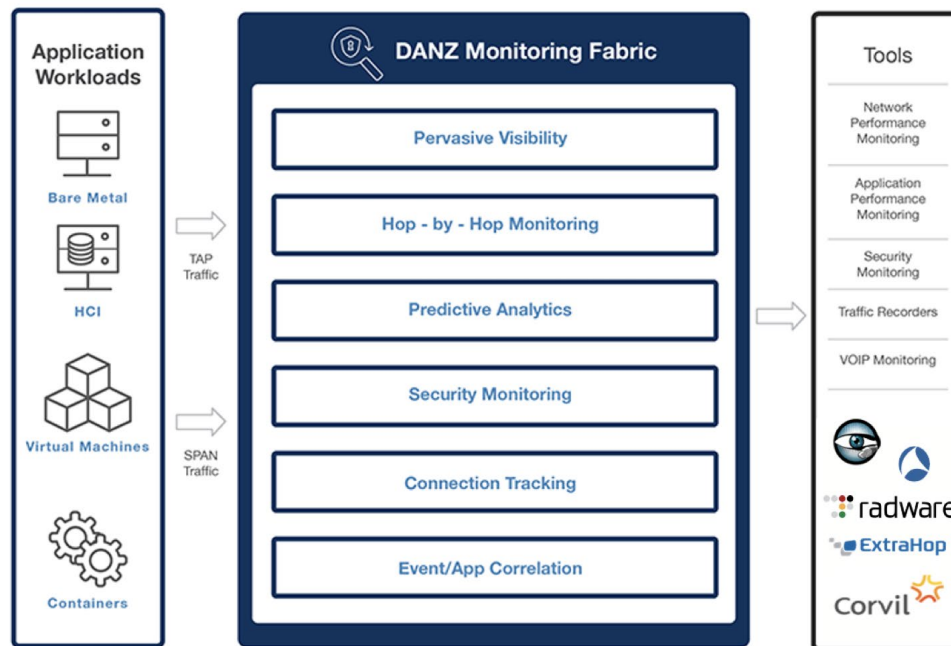 Application
Workloads
Bare Metal
HCI
Virtual Machines
Containers
TAP
Traffic
SPAN
Traffic
DANZ Monitoring Fabric
Pervasive Visibility
Hop - by - Hop Monitoring
Predictive Analytics
Security Monitoring
Connection Tracking
Event/App Correlation
Tools
Network
Performance
Monitoring
Application
Performance
Monitoring
Security
Monitoring
Traffic Recorders
VOIP Monitoring
radware
ExtraHop
Corvil